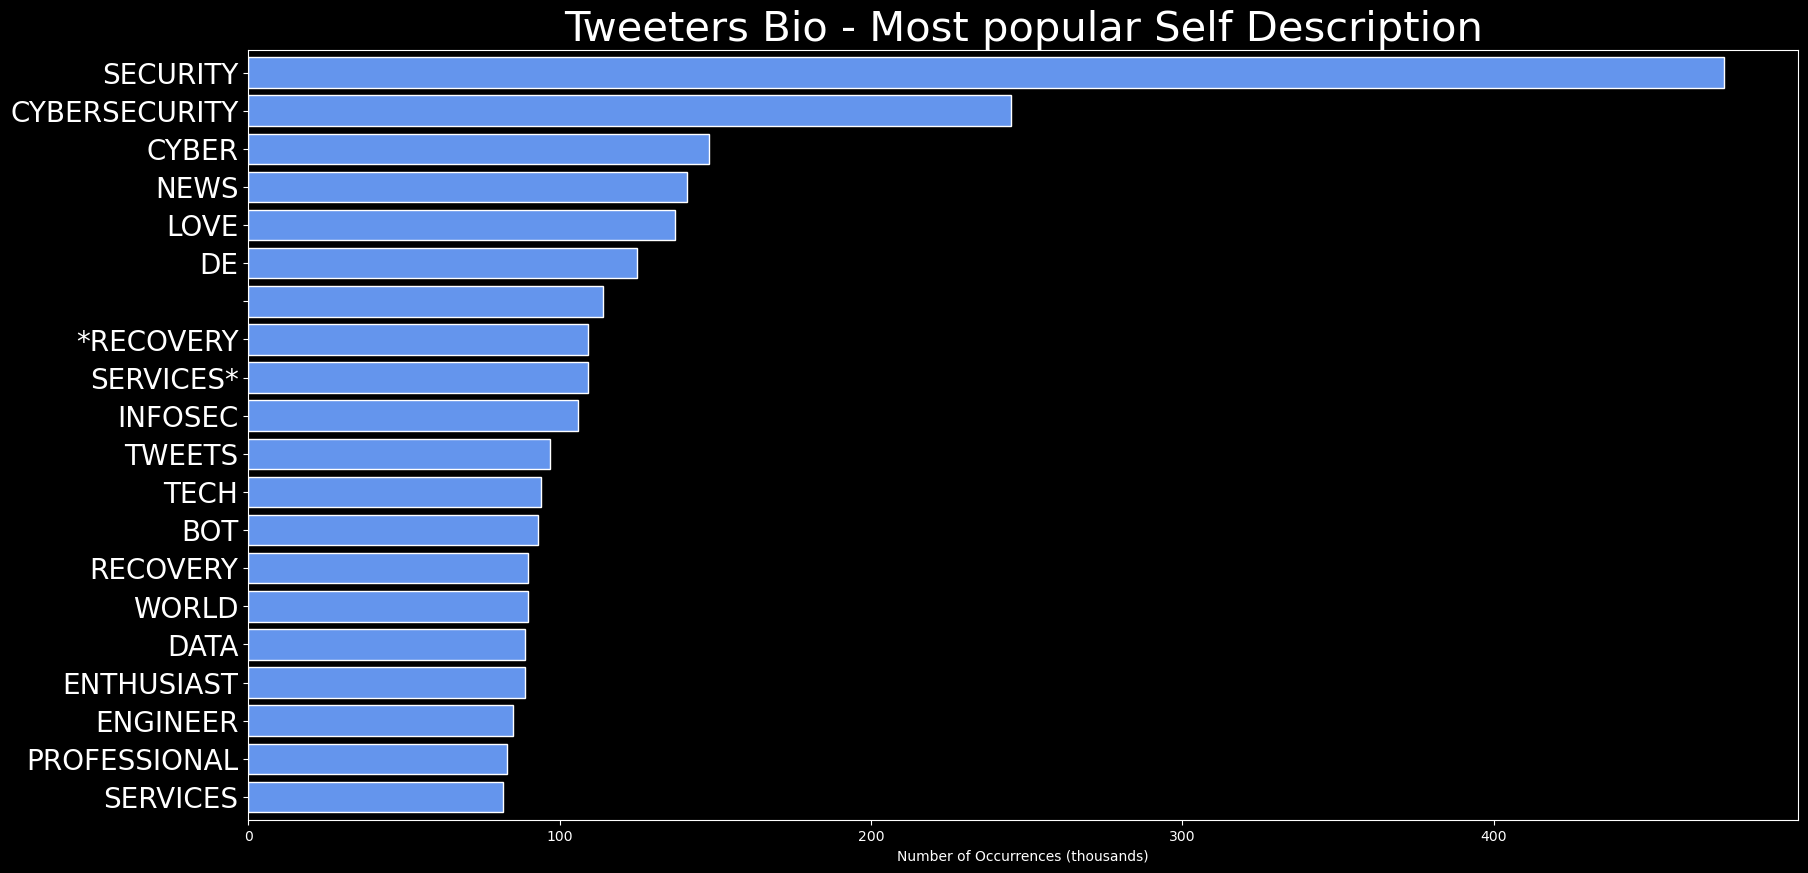 Tweeters Bio - Most popular Self Description
SECURITY
CYBERSECURITY
CYBER
NEWS
LOVE
DE
*RECOVERY
SERVICES*
INFOSEC
TWEETS
TECH
BOT
RECOVERY
WORLD
DATA
ENTHUSIAST
ENGINEER
PROFESSIONAL
SERVICES
0 100 200 300 400
Number of Occurrences (thousands)